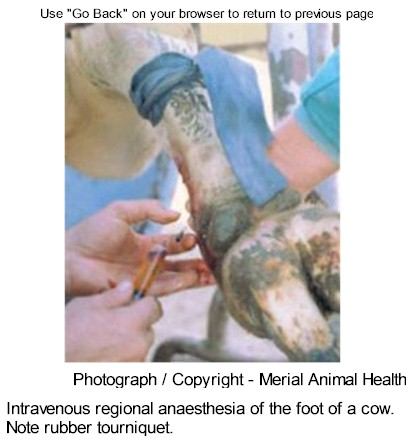 Use "Go Back" on your browser to return to previous page
Photograph / Copyright - Merial Animal Health
Intravenous regional anaesthesia of the foot of a cow.
Note rubber tourniquet.